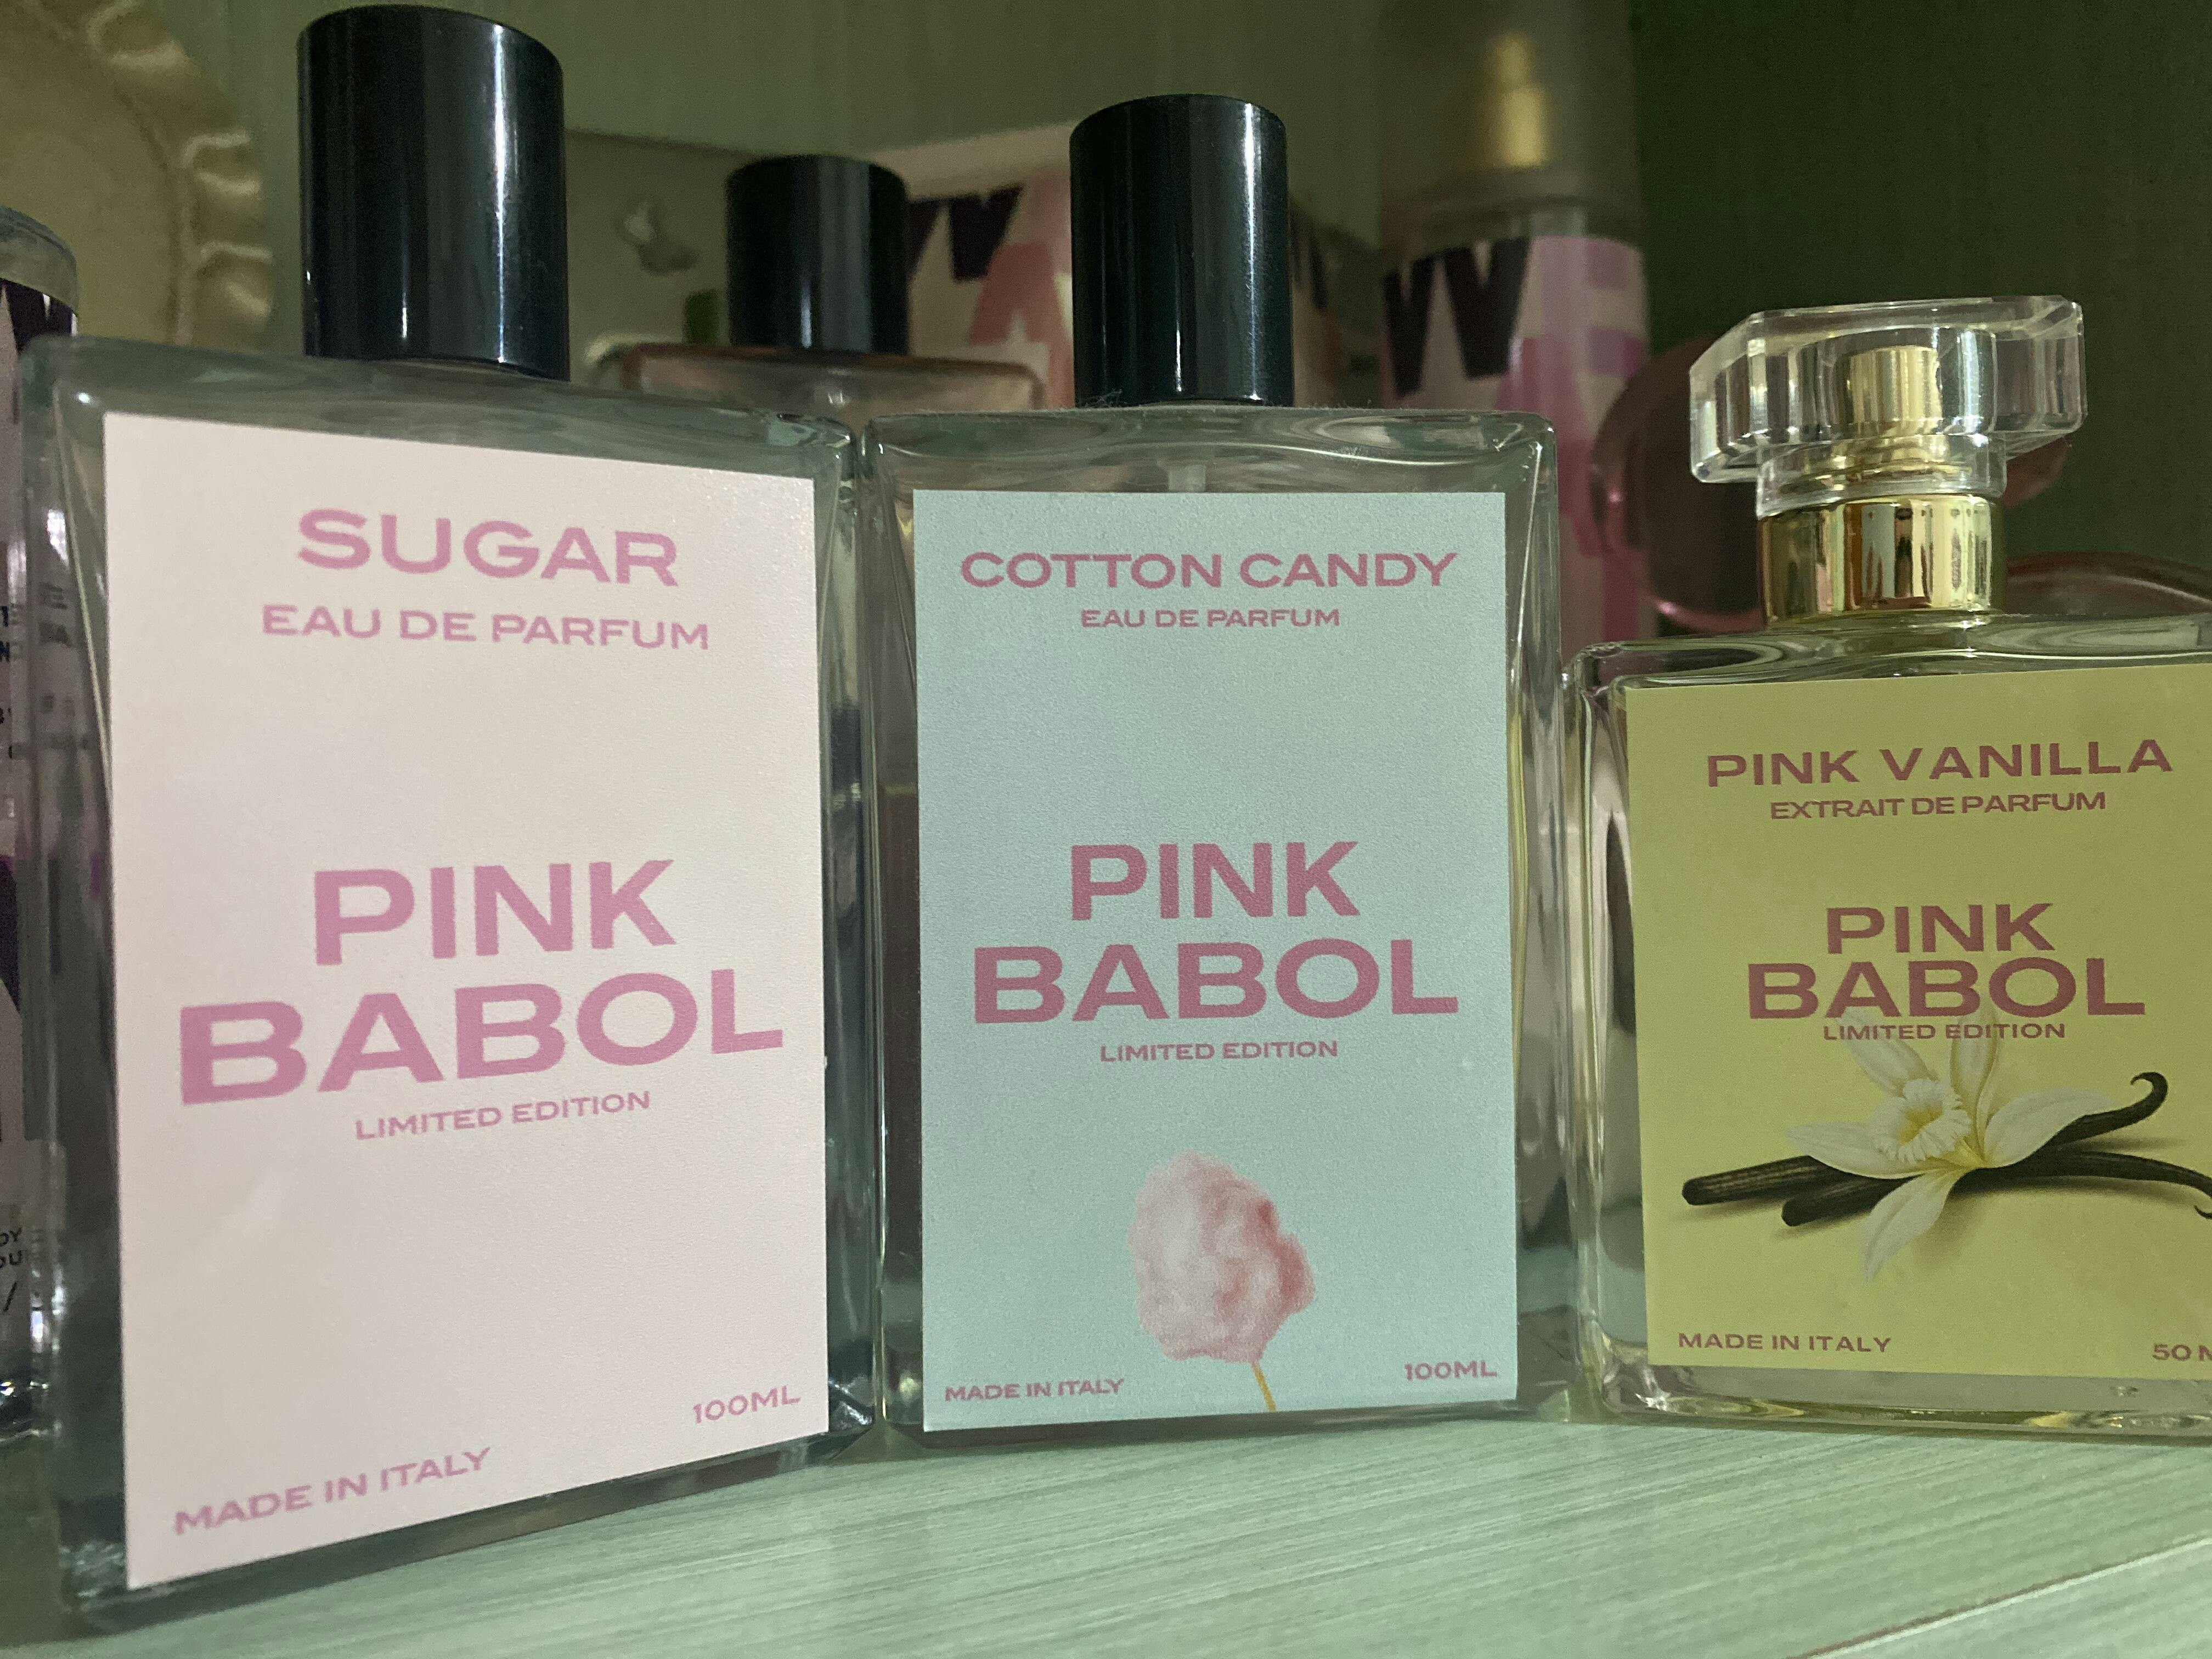 SUGAR
EAU DE PARFUM
PINK
BABOL
LIMITED EDITION
100ML
MADE IN ITALY
COTTON CANDY
EAU DE PARFUM
PINK
BABOL
LIMITED EDITION
MADE IN ITALY
100ML
PINK VANILLA
EXTRAIT DE PARFUM
PINK
BABOL
LIMITED EDITION
MADE IN ITALY
50